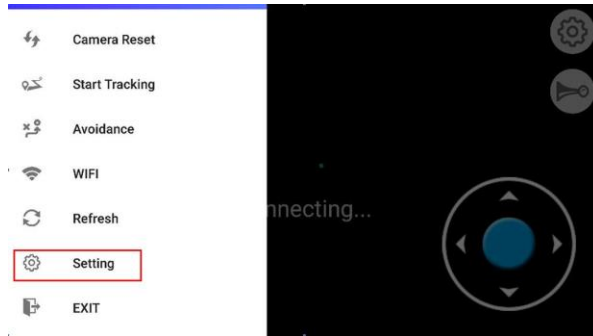 Camera Reset
Start Tracking
Avoidance
WIFI
nnecting...
Refresh
Setting
EXIT